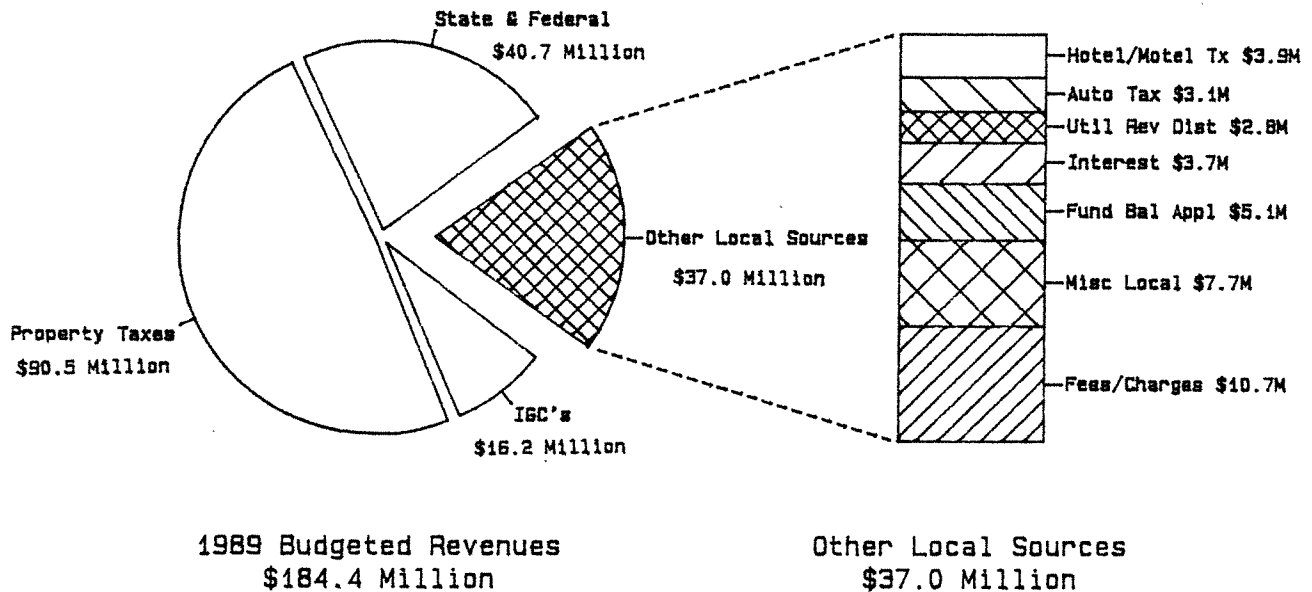 State & Federal
$40.7 Million
Other Local Sources
$37.0 Million
Property Taxes
$90.5 Million
IGC's
$16.2 Million
Hotel/Motel Tx $3.9M
Auto Tax $3.1M
Util Rev Dist $2.8M
Interest $3.7M
Fund Bal Appl $5.1M
Misc Local $7.7M
Fees/Charges $10.7M
1989 Budgeted Revenues
$184.4 Million
Other Local Sources
$37.0 Million